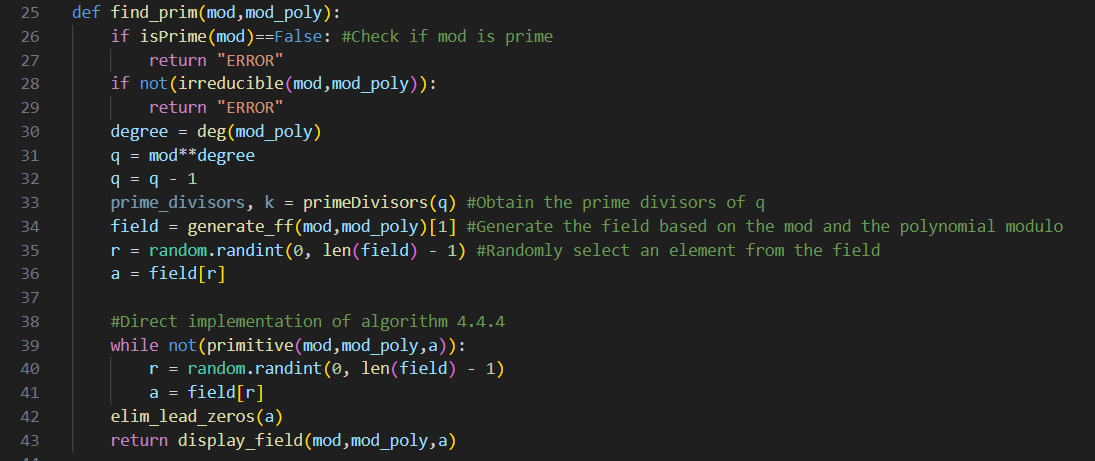 25 def find_prim(mod,mod_poly):
26     if isPrime(mod)==False: #Check if mod is prime
27         return "ERROR"
28     if not(irreducible(mod,mod_poly)):
29         return "ERROR"
30     degree = deg(mod_poly)
31     q = mod**degree
32     q = q - 1
33     prime_divisors, k = primeDivisors(q) #Obtain the prime divisors of q
34     field = generate_ff(mod,mod_poly)[1] #Generate the field based on the mod and the polynomial modulo
35     r = random.randint(0, len(field) - 1) #Randomly select an element from the field
36     a = field[r]
37
38     #Direct implementation of algorithm 4.4.4
39     while not(primitive(mod,mod_poly,a)):
40         r = random.randint(0, len(field) - 1)
41         a = field[r]
42     elim_lead_zeros(a)
43     return display_field(mod,mod_poly,a)